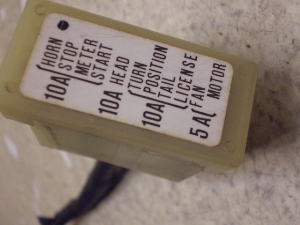 10A { HORN
STOP
METER
START
10A HEAD
10A { TURN
POSITION
TAIL
LICENSE
5A { FAN
MOTOR